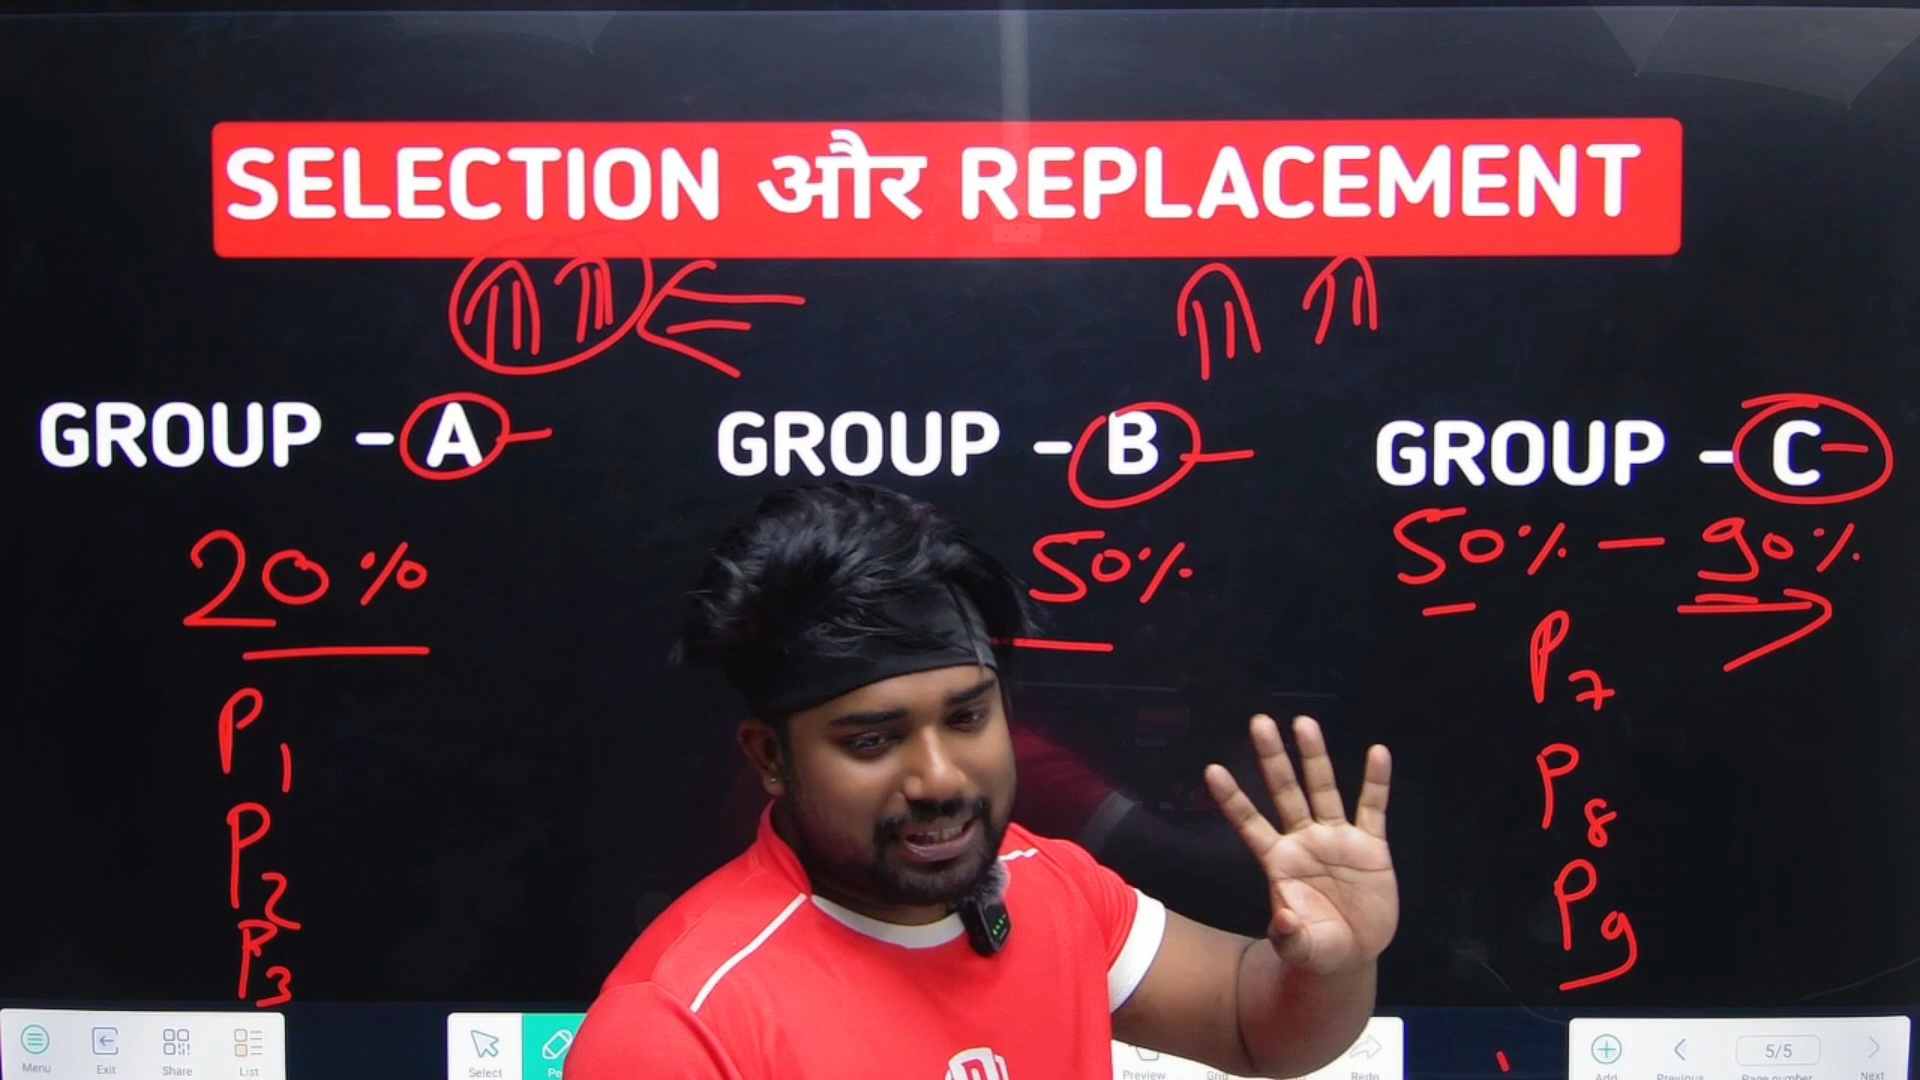 SELECTION और REPLACEMENT
GROUP - A -
GROUP - B -
GROUP - C -
20%
50%
50% - 90%
P1
P2
P3
P7
P8
P9
Menu
Exit
Share
List
Select
Preview
Redo
Add
Previous
5/5
Page number
Next